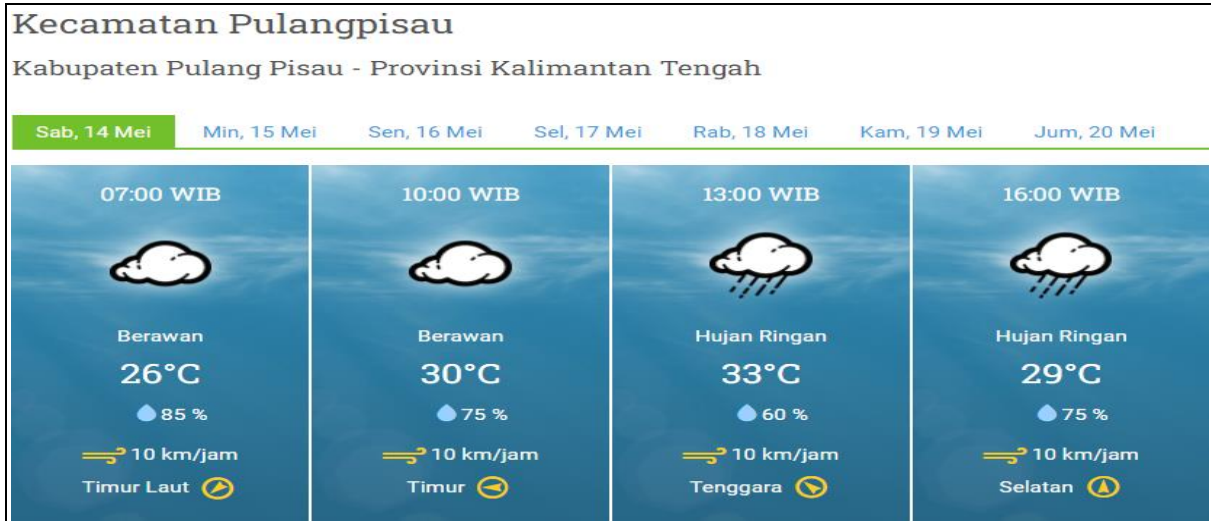 Kecamatan Pulangpisau
Kabupaten Pulang Pisau - Provinsi Kalimantan Tengah
Sab, 14 Mei Min, 15 Mei Sen, 16 Mei Sel, 17 Mei Rab, 18 Mei Kam, 19 Mei Jum, 20 Mei
07:00 WIB 10:00 WIB 13:00 WIB 16:00 WIB
Berawan Berawan Hujan Ringan Hujan Ringan
26°C 30°C 33°C 29°C
85 % 75 % 60 % 75 %
10 km/jam 10 km/jam 10 km/jam 10 km/jam
Timur Laut Timur Tenggara Selatan